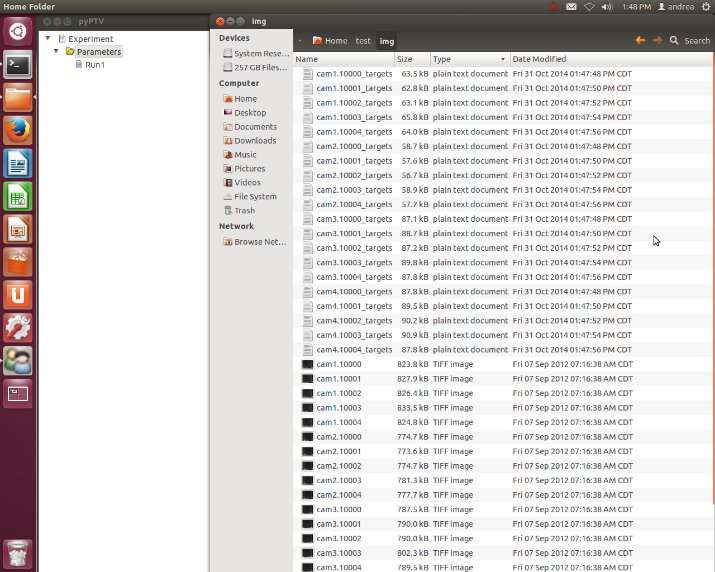 Home Folder
1:48 PM
andrea
pyPTV
Experiment
Parameters
Run1
img
Devices
System Rese...
257 GB Files...
Computer
Home
Desktop
Documents
Downloads
Music
Pictures
Videos
File System
Trash
Network
Browse Net...
Home test img
Search
Name Size Type Date Modified
cam1.10000_targets 63.5 kB plain text document Fri 31 Oct 2014 01:47:48 PM CDT
cam1.10001_targets 62.8 kB plain text document Fri 31 Oct 2014 01:47:50 PM CDT
cam1.10002_targets 63.1 kB plain text document Fri 31 Oct 2014 01:47:52 PM CDT
cam1.10003_targets 65.8 kB plain text document Fri 31 Oct 2014 01:47:54 PM CDT
cam1.10004_targets 64.0 kB plain text document Fri 31 Oct 2014 01:47:56 PM CDT
cam2.10000_targets 58.7 kB plain text document Fri 31 Oct 2014 01:47:48 PM CDT
cam2.10001_targets 57.6 kB plain text document Fri 31 Oct 2014 01:47:50 PM CDT
cam2.10002_targets 56.7 kB plain text document Fri 31 Oct 2014 01:47:52 PM CDT
cam2.10003_targets 58.9 kB plain text document Fri 31 Oct 2014 01:47:54 PM CDT
cam2.10004_targets 57.7 kB plain text document Fri 31 Oct 2014 01:47:56 PM CDT
cam3.10000_targets 87.1 kB plain text document Fri 31 Oct 2014 01:47:48 PM CDT
cam3.10001_targets 88.7 kB plain text document Fri 31 Oct 2014 01:47:50 PM CDT
cam3.10002_targets 87.2 kB plain text document Fri 31 Oct 2014 01:47:52 PM CDT
cam3.10003_targets 89.8 kB plain text document Fri 31 Oct 2014 01:47:54 PM CDT
cam3.10004_targets 87.8 kB plain text document Fri 31 Oct 2014 01:47:56 PM CDT
cam4.10000_targets 87.8 kB plain text document Fri 31 Oct 2014 01:47:48 PM CDT
cam4.10001_targets 89.5 kB plain text document Fri 31 Oct 2014 01:47:50 PM CDT
cam4.10002_targets 90.2 kB plain text document Fri 31 Oct 2014 01:47:52 PM CDT
cam4.10003_targets 90.9 kB plain text document Fri 31 Oct 2014 01:47:54 PM CDT
cam4.10004_targets 87.8 kB plain text document Fri 31 Oct 2014 01:47:56 PM CDT
cam1.10000 823.8 kB TIFF image Fri 07 Sep 2012 07:16:38 AM CDT
cam1.10001 827.9 kB TIFF image Fri 07 Sep 2012 07:16:38 AM CDT
cam1.10002 826.4 kB TIFF image Fri 07 Sep 2012 07:16:38 AM CDT
cam1.10003 833.5 kB TIFF image Fri 07 Sep 2012 07:16:38 AM CDT
cam1.10004 824.8 kB TIFF image Fri 07 Sep 2012 07:16:38 AM CDT
cam2.10000 774.7 kB TIFF image Fri 07 Sep 2012 07:16:38 AM CDT
cam2.10001 773.6 kB TIFF image Fri 07 Sep 2012 07:16:38 AM CDT
cam2.10002 774.7 kB TIFF image Fri 07 Sep 2012 07:16:38 AM CDT
cam2.10003 781.3 kB TIFF image Fri 07 Sep 2012 07:16:38 AM CDT
cam2.10004 777.7 kB TIFF image Fri 07 Sep 2012 07:16:38 AM CDT
cam3.10000 787.5 kB TIFF image Fri 07 Sep 2012 07:16:38 AM CDT
cam3.10001 790.0 kB TIFF image Fri 07 Sep 2012 07:16:38 AM CDT
cam3.10002 790.0 kB TIFF image Fri 07 Sep 2012 07:16:38 AM CDT
cam3.10003 802.3 kB TIFF image Fri 07 Sep 2012 07:16:38 AM CDT
cam3.10004 789.5 kB TIFF image Fri 07 Sep 2012 07:16:38 AM CDT